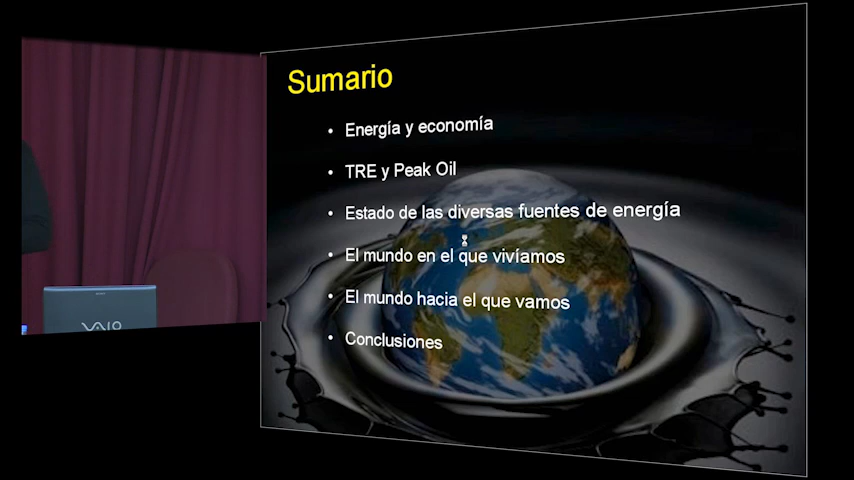 Sumario
• Energía y economía
• TRE y Peak Oil
• Estado de las diversas fuentes de energía
• El mundo en el que vivíamos
• El mundo hacia el que vamos
• Conclusiones
VAIO